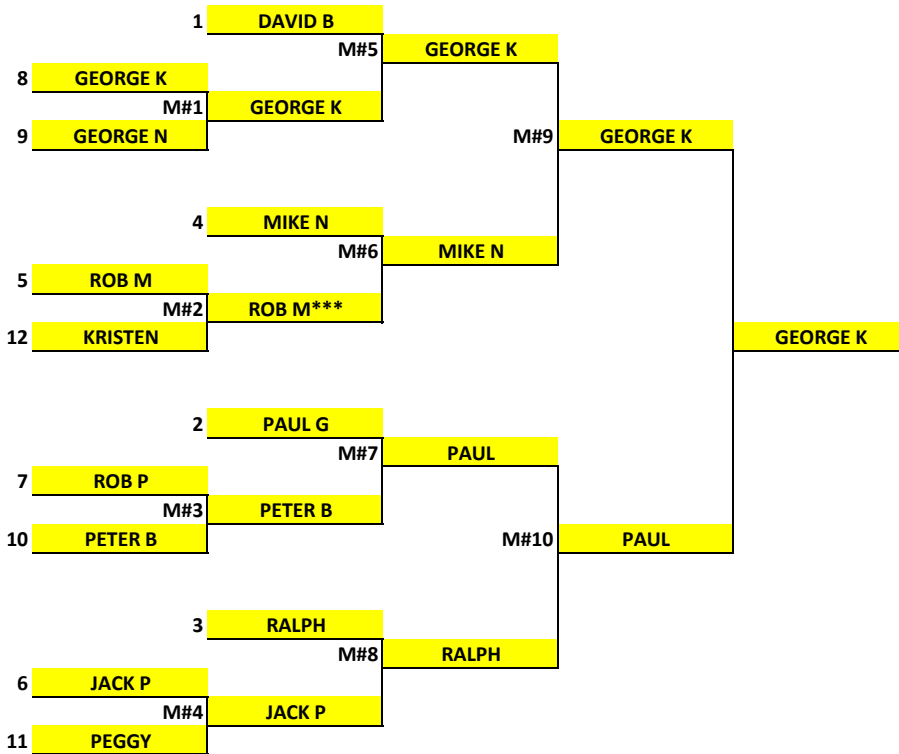 1 DAVID B
M#5 GEORGE K
8 GEORGE K
M#1 GEORGE K
9 GEORGE N
M#9 GEORGE K
4 MIKE N
M#6 MIKE N
5 ROB M
M#2 ROB M***
12 KRISTEN
GEORGE K
2 PAUL G
M#7 PAUL
7 ROB P
M#3 PETER B
10 PETER B
M#10 PAUL
3 RALPH
M#8 RALPH
6 JACK P
M#4 JACK P
11 PEGGY